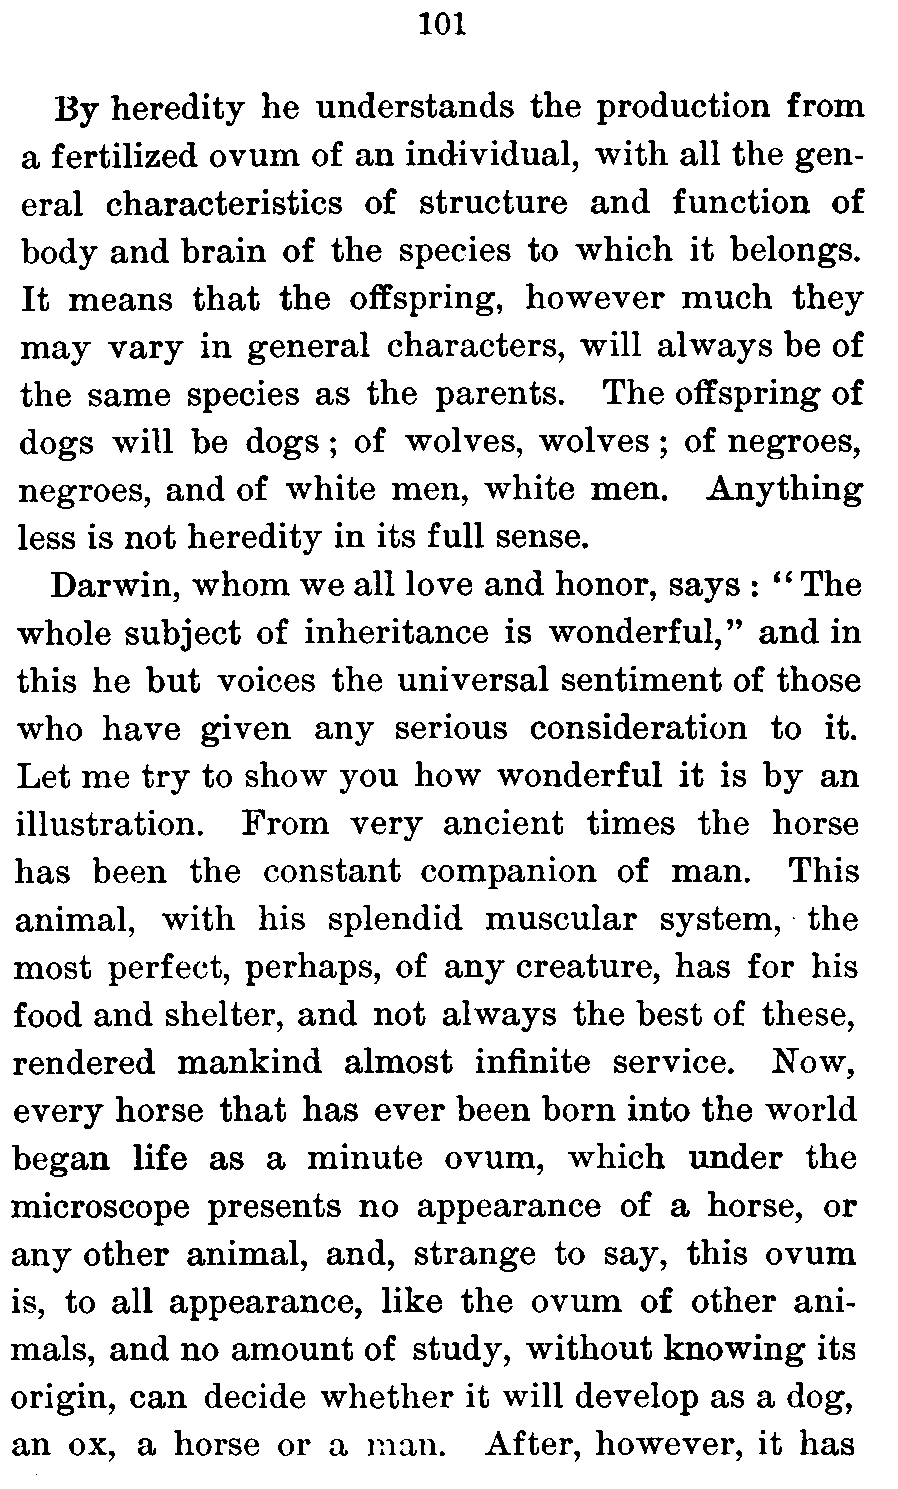 101
By heredity he understands the production from
a fertilized ovum of an individual, with all the gen-
eral characteristics of structure and function of
body and brain of the species to which it belongs.
It means that the offspring, however much they
may vary in general characters, will always be of
the same species as the parents. The offspring of
dogs will be dogs ; of wolves, wolves ; of negroes,
negroes, and of white men, white men. Anything
less is not heredity in its full sense.
Darwin, whom we all love and honor, says : “The
whole subject of inheritance is wonderful,” and in
this he but voices the universal sentiment of those
who have given any serious consideration to it.
Let me try to show you how wonderful it is by an
illustration. From very ancient times the horse
has been the constant companion of man. This
animal, with his splendid muscular system, the
most perfect, perhaps, of any creature, has for his
food and shelter, and not always the best of these,
rendered mankind almost infinite service. Now,
every horse that has ever been born into the world
began life as a minute ovum, which under the
microscope presents no appearance of a horse, or
any other animal, and, strange to say, this ovum
is, to all appearance, like the ovum of other ani-
mals, and no amount of study, without knowing its
origin, can decide whether it will develop as a dog,
an ox, a horse or a man. After, however, it has